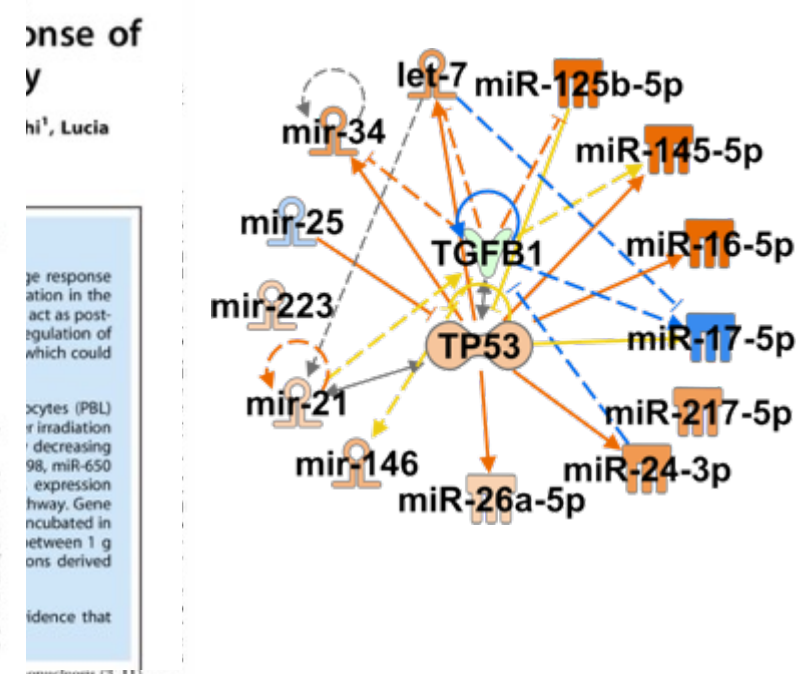 onse of
y
hi¹, Lucia
ge response
ation in the
act as post-
egulation of
which could
ocytes (PBL)
er irradiation
decreasing
98, miR-650
expression
hway. Gene
ncubated in
etween 1 g
ons derived
idence that
let-7
miR-125b-5p
mir-34
miR-145-5p
mir-25
TGFB1
miR-16-5p
mir-223
TP53
miR-17-5p
mir-21
miR-217-5p
mir-146
miR-24-3p
miR-26a-5p